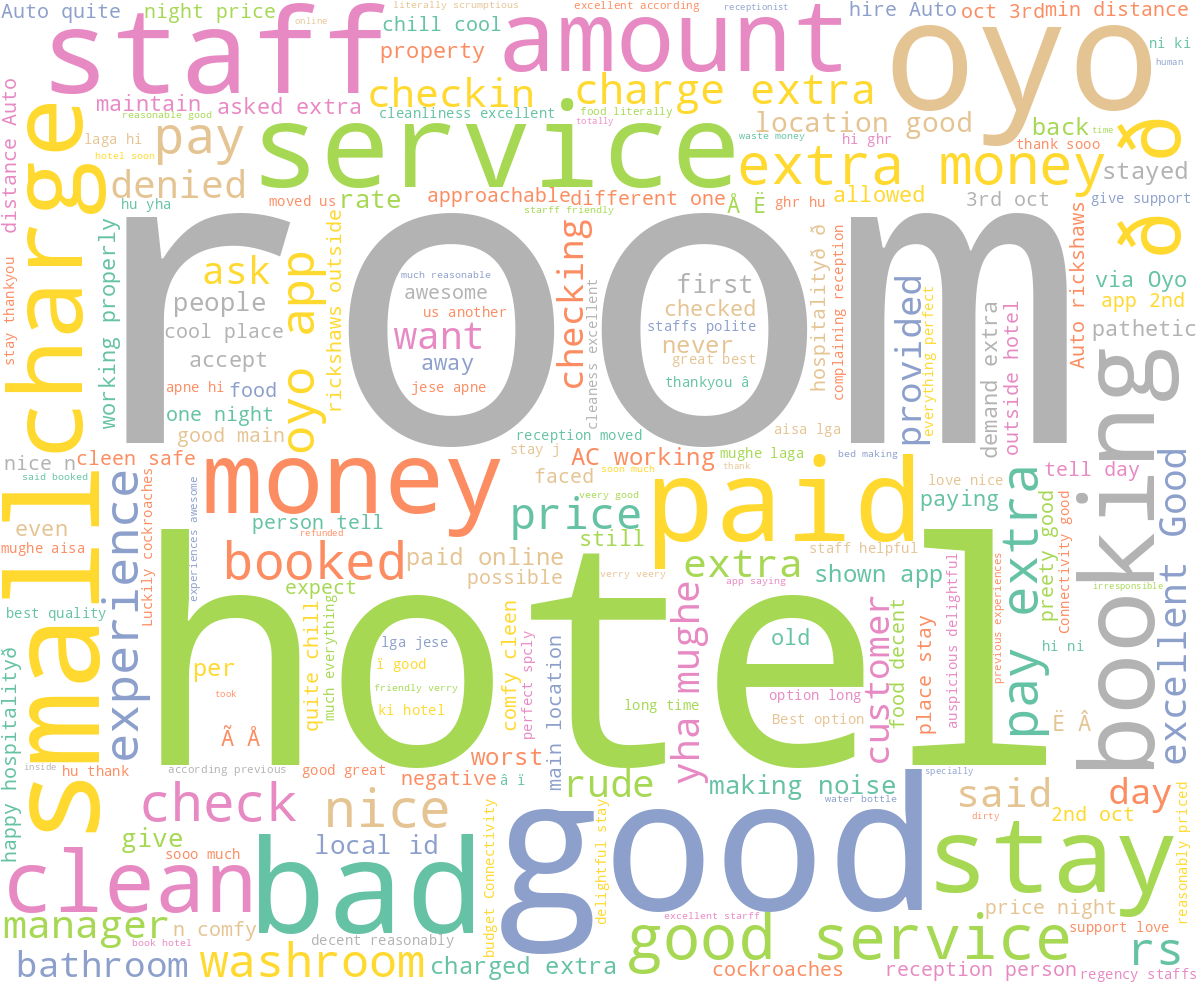 Auto quite
night price
online
literally scrumptious
excellent according
receptionist
hire Auto
oct 3rd
min distance
staff
chill cool
amount
oyo
property
ni ki
human
distance Auto
maintain
asked extra
checkin
charge extra
reasonable good
cleanliness excellent
food literally
totally
location good
back
time
charge
laga hi
pay
service
waste money
hi ghr
thank sooo
hotel soon
extra money
ð ð
stayed
denied
hu yha
moved us
rate
approachable
different one
Å Ë
ghr hu
allowed
3rd oct
give support
starff friendly
stay thankyou
working properly
room
ask
oyo app
rickshaws outside
much reasonable
awesome
checking
cleaness excellent
first
hospitalityð ð
complaining reception
Auto rickshaws
via Oyo
app 2nd
people
us another
checked
provided
everything perfect
demand extra
outside hotel
pathetic
cool place
want
staffs polite
never
accept
away
great best
apne hi
food
jese apne
thankyou â
one night
good main
reception moved
aisa lga
booking
nice n
cleen safe
money
stay j
AC working
mughe laga
bed making
said booked
small
experience
Luckily cockroaches
experiences awesome
faced
soon much
thank
paid
love nice
tell day
excellent Good
person tell
veery good
price
paying
pay extra
preety good
Connectivity good
even
refunded
still
mughe aisa
booked
paid online
staff helpful
possible
verry veery
extra
app saying
shown app
previous experiences
irresponsible
expect
hotel
best quality
quite chill
much everything
lga jese
comfy cleen
perfect spcly
main location
yha mughe
old
customer
food decent
place stay
auspicious delightful
hi ni
per
ï good
friendly verry
took
ki hotel
long time
option long
Best option
Ë Â
Ã Å
happy hospitalityð
inside
hu thank
according previous
good great
worst
negative
â ï
rude
making noise
specially
check
nice
good
water bottle
said
day
dirty
2nd oct
reasonably priced
give
local id
budget Connectivity
delightful stay
stay
sooo much
clean
bad
manager
n comfy
decent reasonably
excellent starff
price night
book hotel
good service
support love
rs
bathroom
washroom
charged extra
cockroaches
reception person
regency staffs